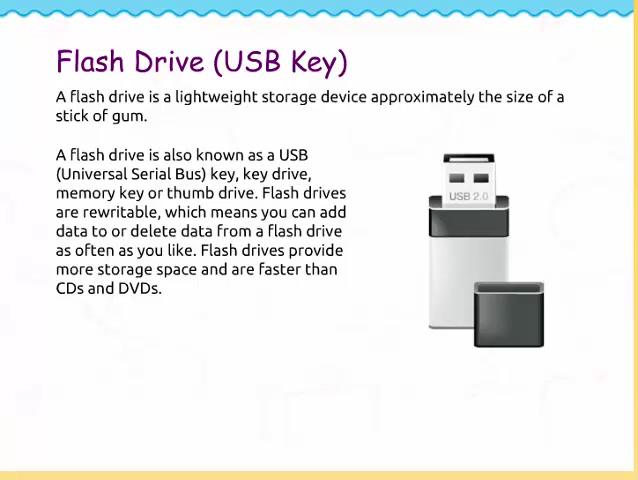 Flash Drive (USB Key)
A flash drive is a lightweight storage device approximately the size of a
stick of gum.
A flash drive is also known as a USB
(Universal Serial Bus) key, key drive,
memory key or thumb drive. Flash drives
are rewritable, which means you can add
data to or delete data from a flash drive
as often as you like. Flash drives provide
more storage space and are faster than
CDs and DVDs.
USB 2.0